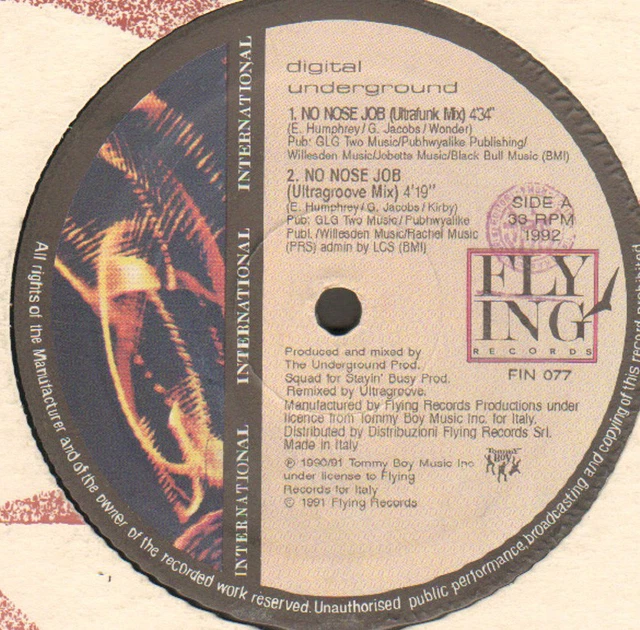 digital
underground
1. NO NOSE JOB (Ultrafunk Mix) 4'34"
(E. Humphrey / G. Jacobs / Wonder)
Pub: GLG Two Music/Pubhwyalike Publishing/
Willesden Music/Jobetts Music/Black Bull Music (BMI)
2. NO NOSE JOB
(Ultragroove Mix) 4'19"
(E. Humphrey / G. Jacobs / Kirby)
Pub: GLG Two Music / Pubhwyalike
Publ. /Willesden Music/Rachel Music
(PRS) admin by LCS (BMI)
SIDE A
33 RPM
1992
FLY
ING
RECORDS
FIN 077
Produced and mixed by
The Underground Prod.
Squad for Stayin' Busy Prod.
Remixed by Ultragroove.
Manufactured by Flying Records Productions under
licence from Tommy Boy Music Inc. for Italy.
Distributed by Distribuzioni Flying Records Srl.
Made in Italy
Tommy
BOY
℗ 1990/91 Tommy Boy Music Inc
under license to Flying
Records for Italy
© 1991 Flying Records
INTERNATIONAL
INTERNATIONAL
INTERNATIONAL
All rights of the Manufacturer and of the owner of the recorded work reserved. Unauthorised public performance, broadcasting and copying of this record prohibited